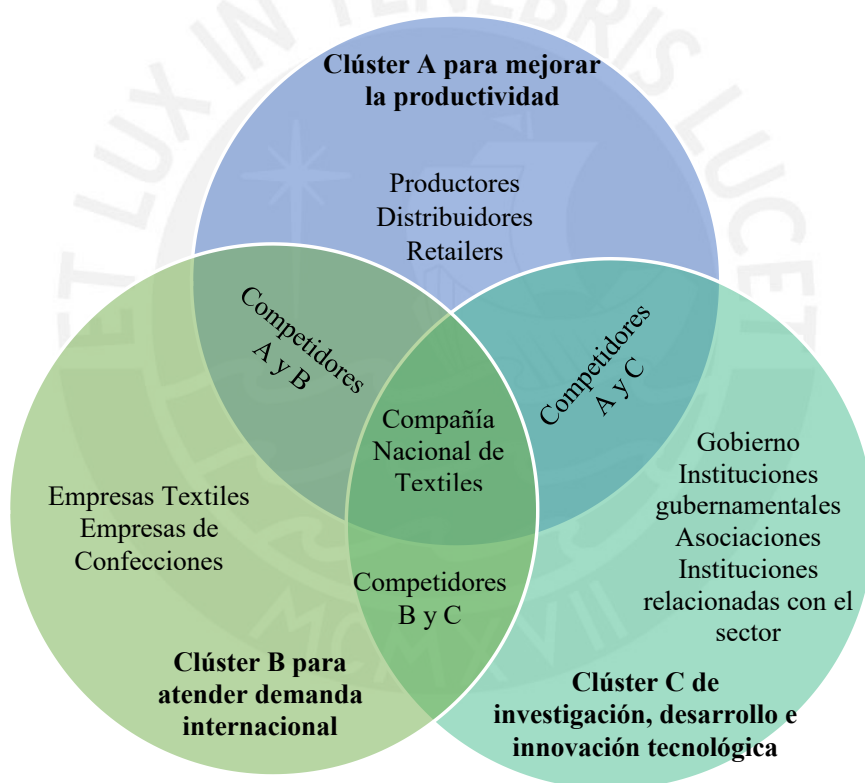 ET LUX IN TENEBRIS LUCET
Clúster A para mejorar
la productividad
Productores
Distribuidores
Retailers
Competidores
A y B
Competidores
A y C
Compañía
Nacional de
Textiles
Gobierno
Instituciones
gubernamentales
Asociaciones
Instituciones
relacionadas con el
sector
Empresas Textiles
Empresas de
Confecciones
Competidores
B y C
Clúster B para
atender demanda
internacional
Clúster C de
investigación, desarrollo e
innovación tecnológica
MCMXVII